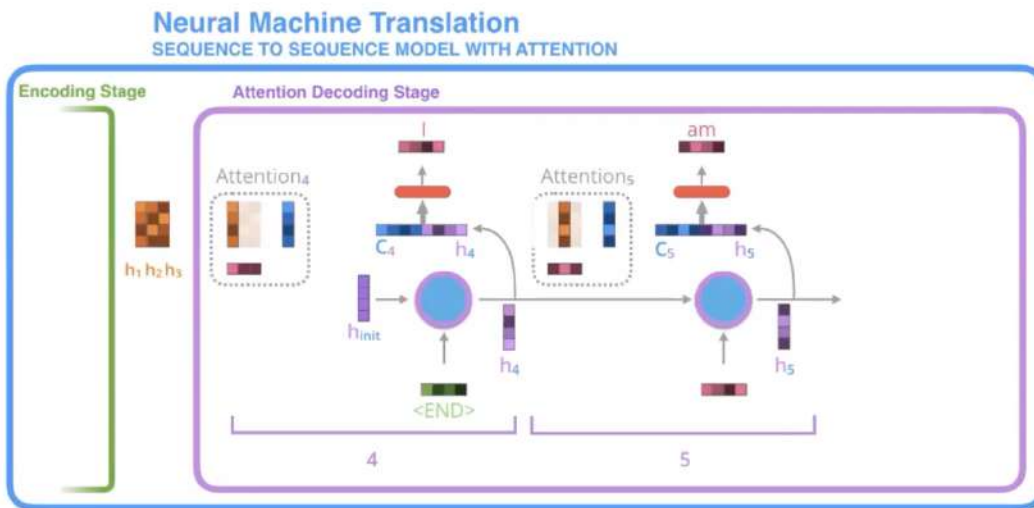 Neural Machine Translation
SEQUENCE TO SEQUENCE MODEL WITH ATTENTION
Encoding Stage
Attention Decoding Stage
I
am
Attention₄
Attention₅
C₄
h₄
C₅
h₅
h₁ h₂ h₃
hinit
h₄
h₅
<END>
4
5